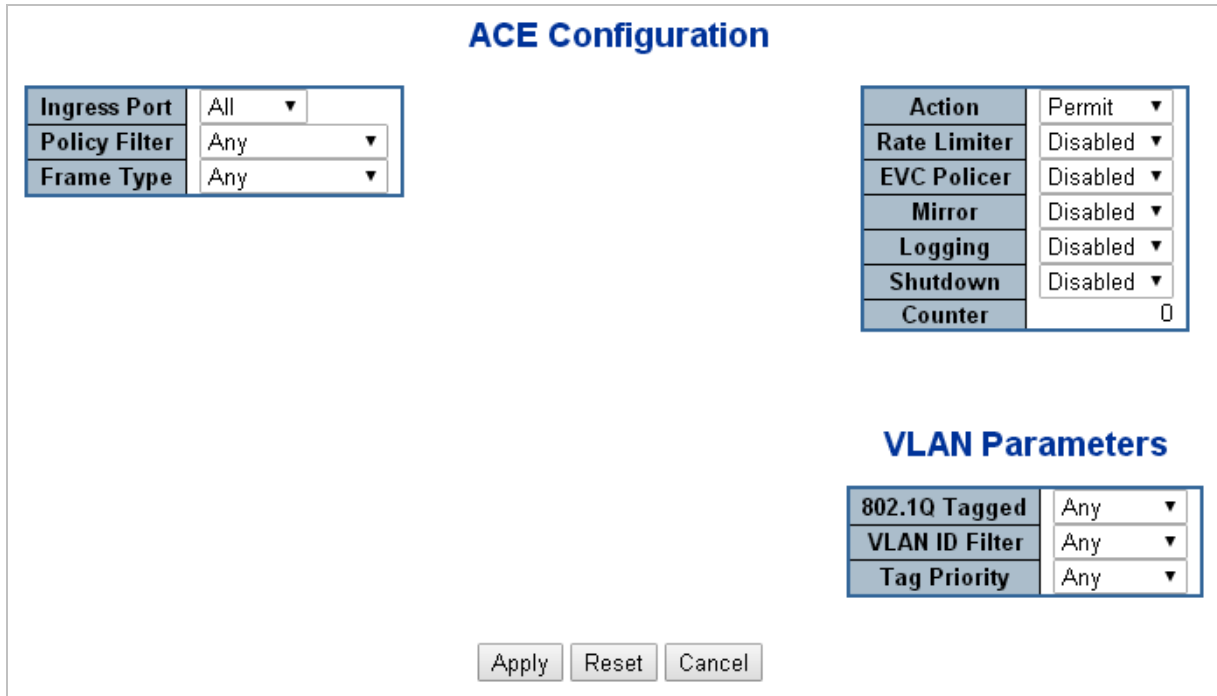 ACE Configuration
Ingress Port All
Policy Filter Any
Frame Type Any
Action Permit
Rate Limiter Disabled
EVC Policer Disabled
Mirror Disabled
Logging Disabled
Shutdown Disabled
Counter 0
VLAN Parameters
802.1Q Tagged Any
VLAN ID Filter Any
Tag Priority Any
Apply Reset Cancel